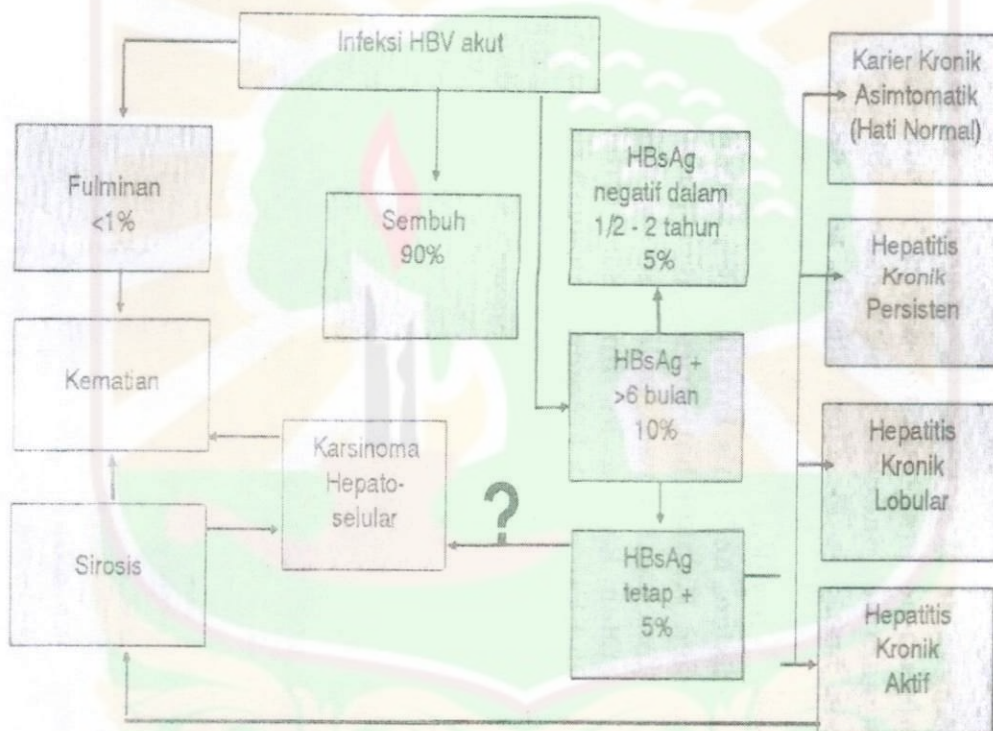 Infeksi HBV akut
Fulminan
<1%
Sembuh
90%
HBsAg
negatif dalam
1/2 - 2 tahun
5%
Karier Kronik
Asimtomatik
(Hati Normal)
Hepatitis
Kronik
Persisten
Kematian
HBsAg +
>6 bulan
10%
Karsinoma
Hepato-
selular
?
Hepatitis
Kronik
Lobular
Sirosis
HBsAg
tetap +
5%
Hepatitis
Kronik
Aktif